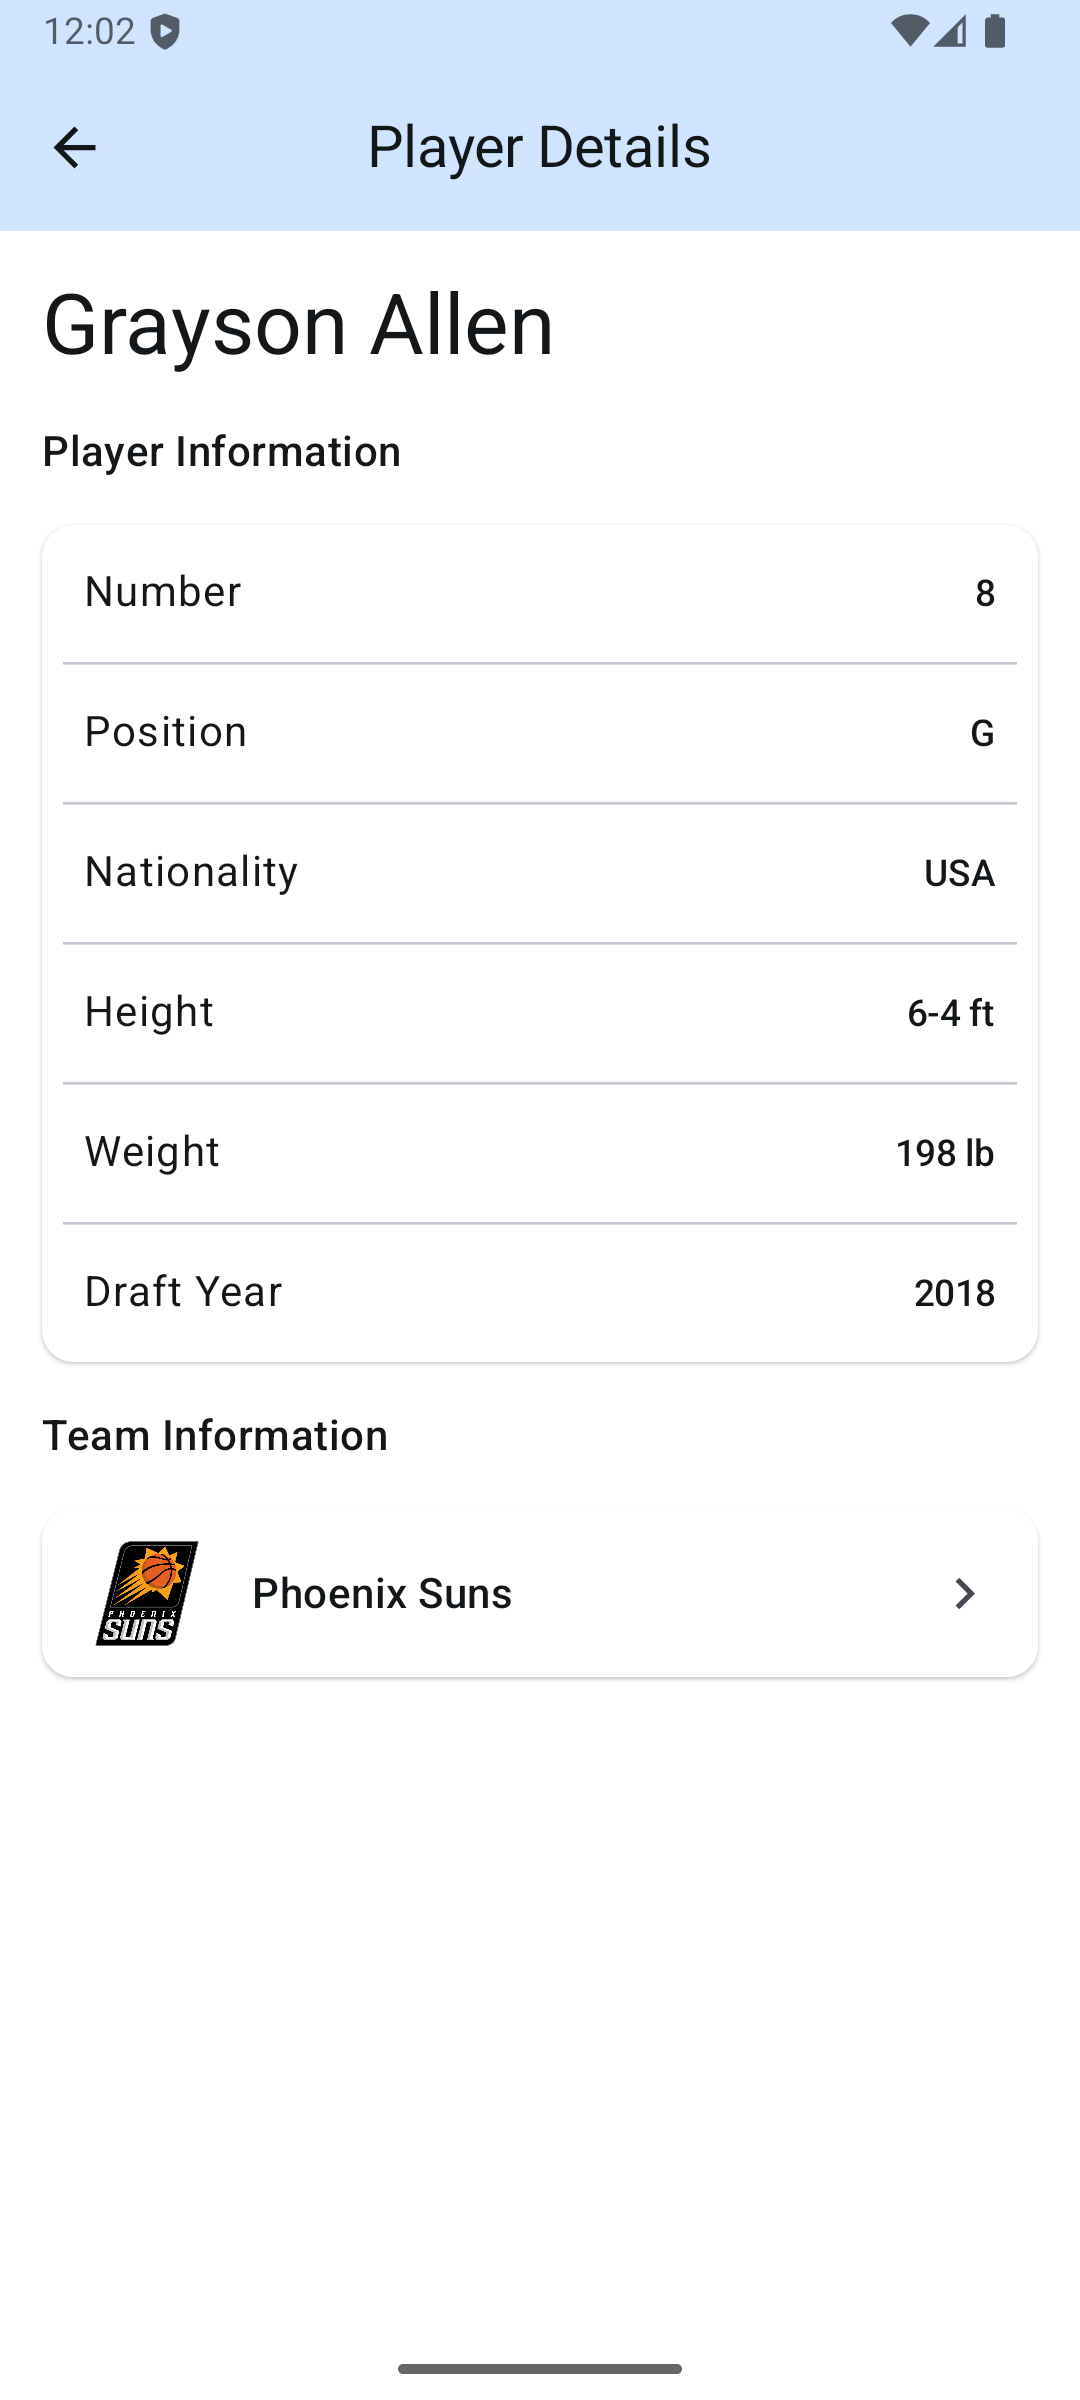 12:02
Player Details
Grayson Allen
Player Information
Number 8
Position G
Nationality USA
Height 6-4 ft
Weight 198 lb
Draft Year 2018
Team Information
PHOENIX
SUNS
Phoenix Suns